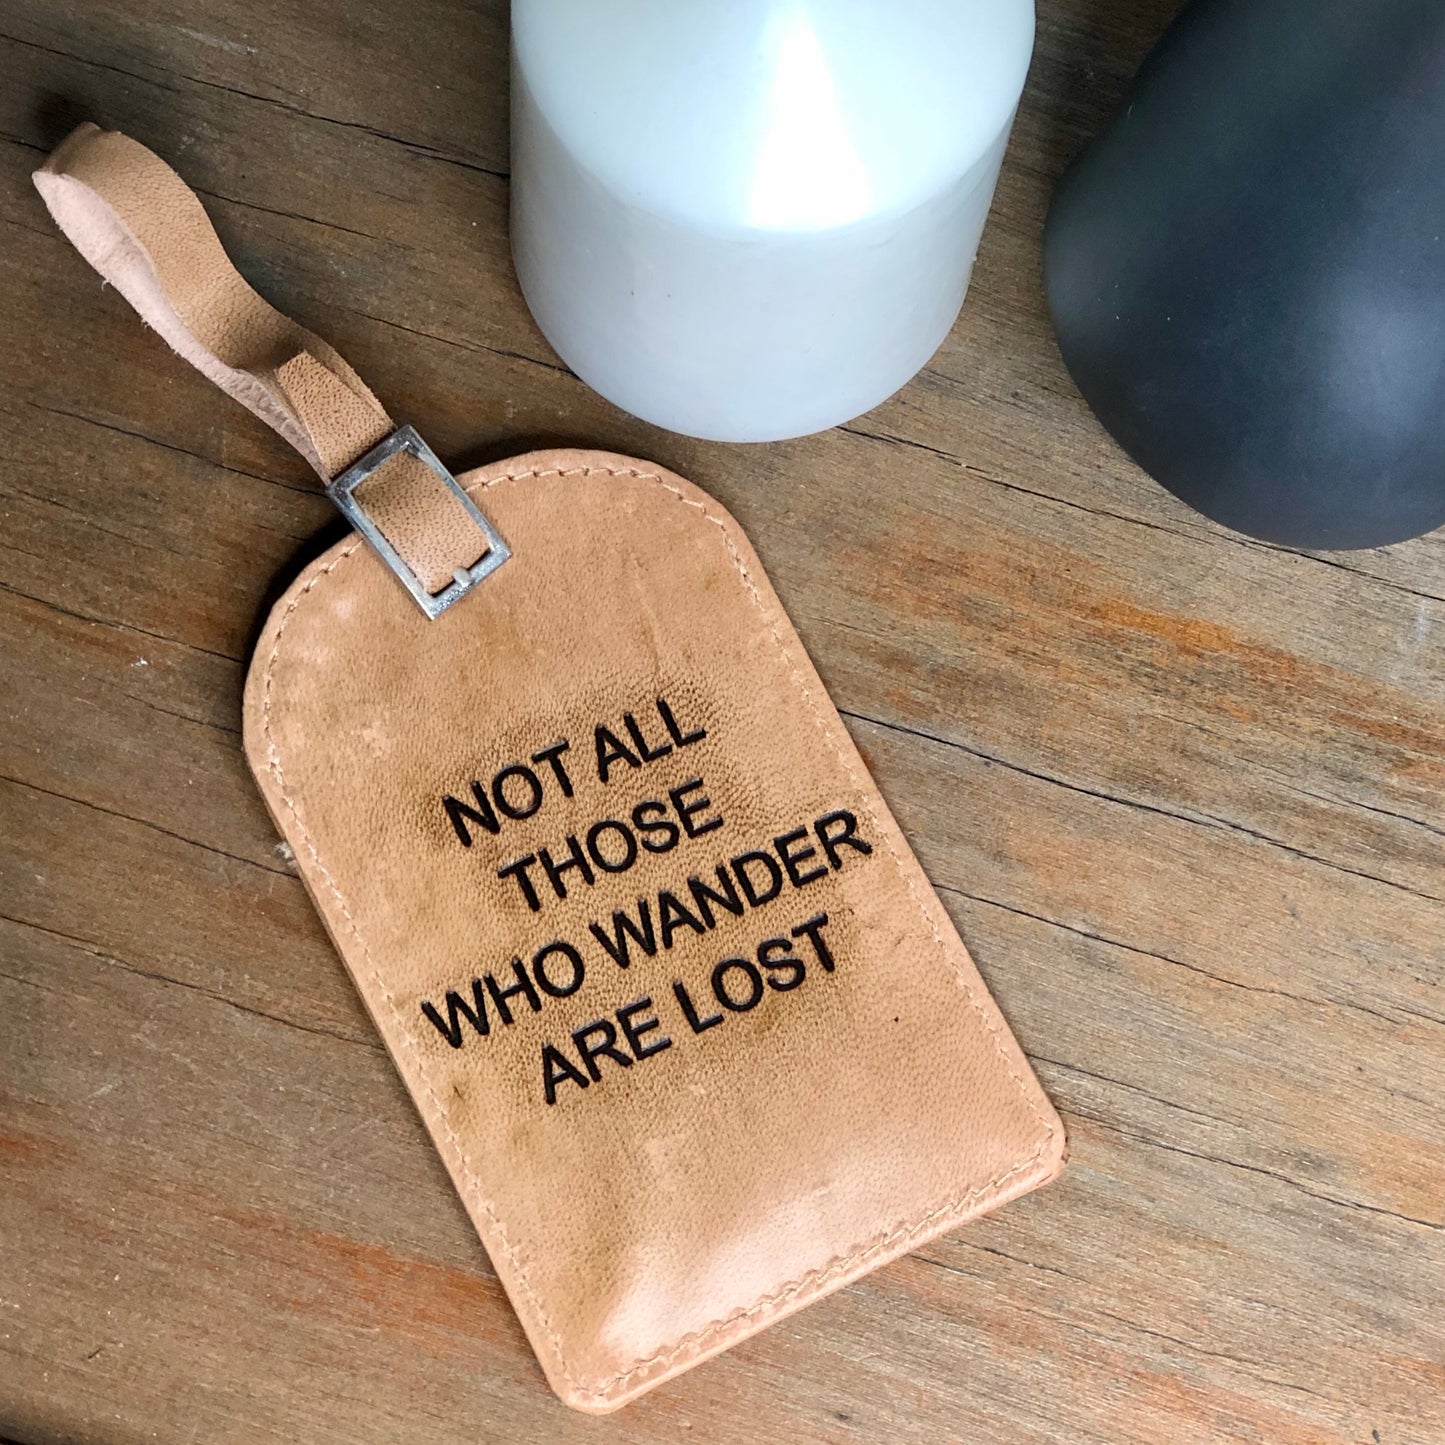 NOT ALL
THOSE
WHO WANDER
ARE LOST